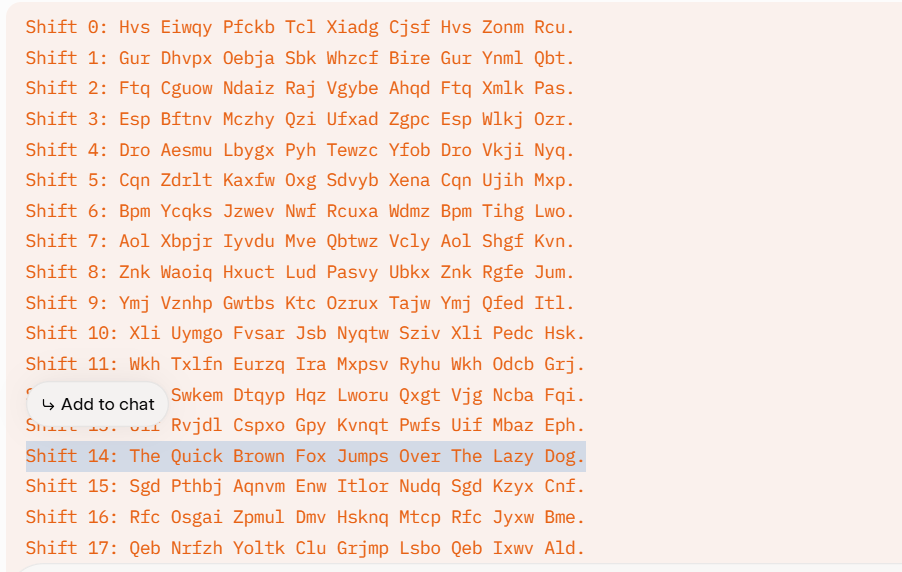 Shift 0: Hvs Eiwqy Pfckb Tcl Xiadg Cjsf Hvs Zonm Rcu.
Shift 1: Gur Dhvpx Oebja Sbk Whzcf Bire Gur Ynml Qbt.
Shift 2: Ftq Cguow Ndaiz Raj Vgybe Ahqd Ftq Xmlk Pas.
Shift 3: Esp Bftnv Mczhy Qzi Ufxad Zgpc Esp Wlkj Ozr.
Shift 4: Dro Aesmu Lbygx Pyh Tewzc Yfob Dro Vkji Nyq.
Shift 5: Cqn Zdrlt Kaxfw Oxg Sdvyb Xena Cqn Ujih Mxp.
Shift 6: Bpm Ycqks Jzwev Nwf Rcuxa Wdmz Bpm Tihg Lwo.
Shift 7: Aol Xbpjr Iyvdu Mve Qbtwz Vcly Aol Shgf Kvn.
Shift 8: Znk Waoiq Hxuct Lud Pasvy Ubkx Znk Rgfe Jum.
Shift 9: Ymj Vznhp Gwtbs Ktc Ozrux Tajw Ymj Qfed Itl.
Shift 10: Xli Uymgo Fvsar Jsb Nyqtw Sziv Xli Pedc Hsk.
Shift 11: Wkh Txlfn Eurzq Ira Mxpsv Ryhu Wkh Odcb Grj.
Swkem Dtqyp Hqz Lworu Qxgt Vjg Ncba Fqi.
↳ Add to chat
Rvjdl Cspxo Gpy Kvnqt Pwfs Uif Mbaz Eph.
Shift 14: The Quick Brown Fox Jumps Over The Lazy Dog.
Shift 15: Sgd Pthbj Aqnvm Enw Itlor Nudq Sgd Kzyx Cnf.
Shift 16: Rfc Osgai Zpmul Dmv Hsknq Mtcp Rfc Jyxw Bme.
Shift 17: Qeb Nrfzh Yoltk Clu Grjmp Lsbo Qeb Ixwv Ald.